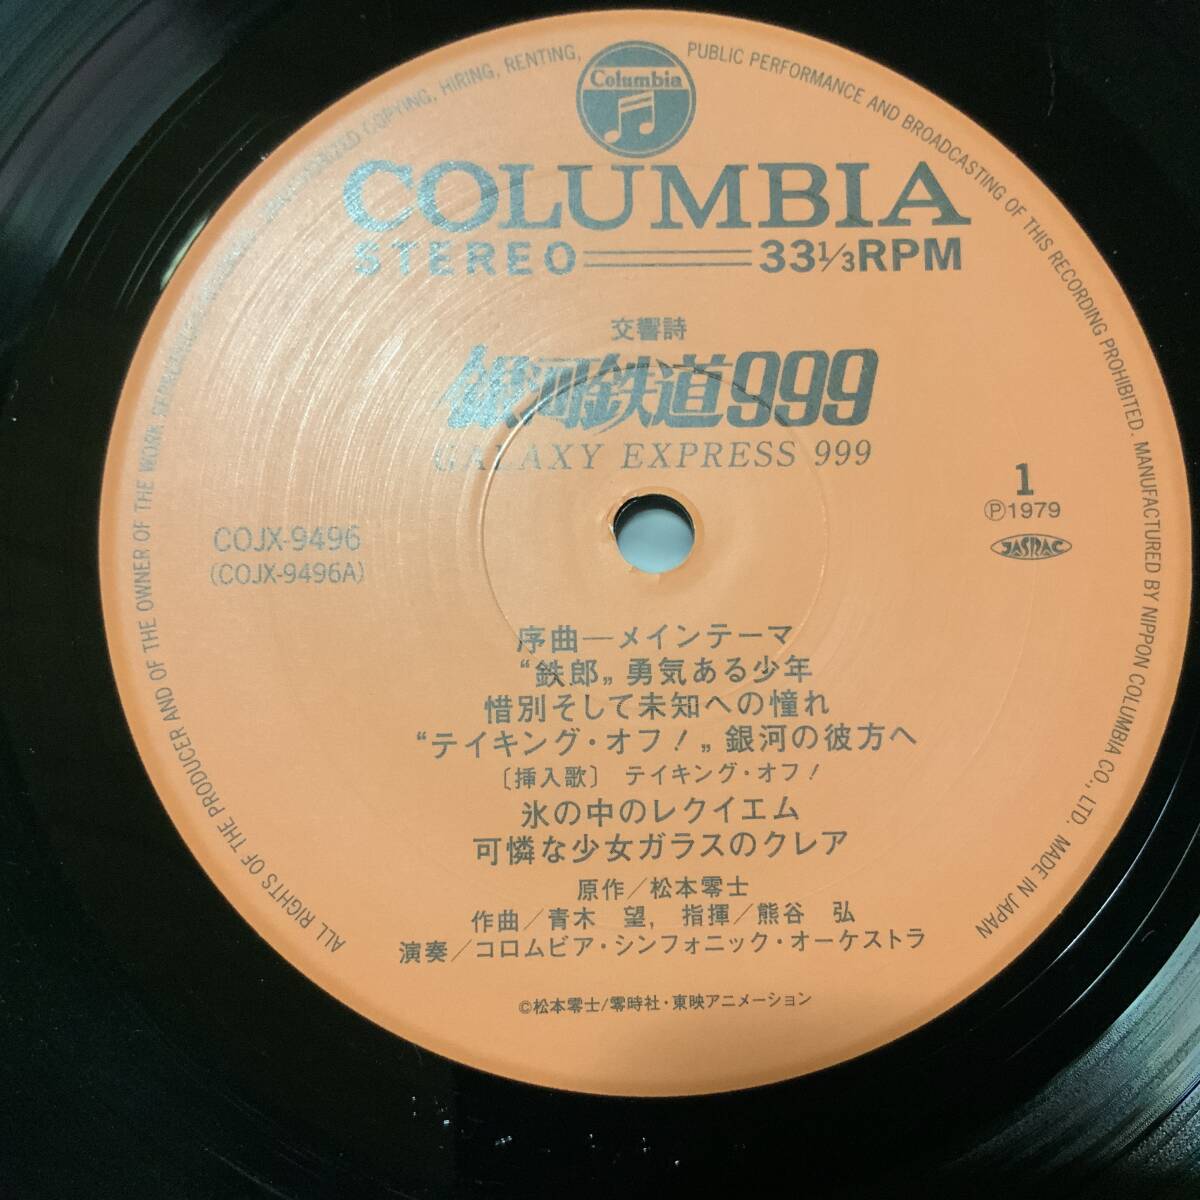 Columbia
COLUMBIA
STEREO 33⅓RPM
交響詩
銀河鉄道999
GALAXY EXPRESS 999
1
Ⓟ1979
JASRAC
COJX-9496
(COJX-9496A)
序曲—メインテーマ
“鉄郎„勇気ある少年
惜別そして未知への憧れ
“テイキング・オフ!„銀河の彼方へ
〔挿入歌〕 テイキング・オフ!
氷の中のレクイエム
可憐な少女ガラスのクレア
原作/松本零士
作曲/青木 望, 指揮/熊谷 弘
演奏/コロムビア・シンフォニック・オーケストラ
©松本零士/零時社・東映アニメーション
ALL RIGHTS OF THE PRODUCER AND OF THE OWNER OF THE WORK COPYING, HIRING, RENTING, PUBLIC PERFORMANCE AND BROADCASTING OF THIS RECORDING PROHIBITED. MANUFACTURED BY NIPPON COLUMBIA CO., LTD. MADE IN JAPAN